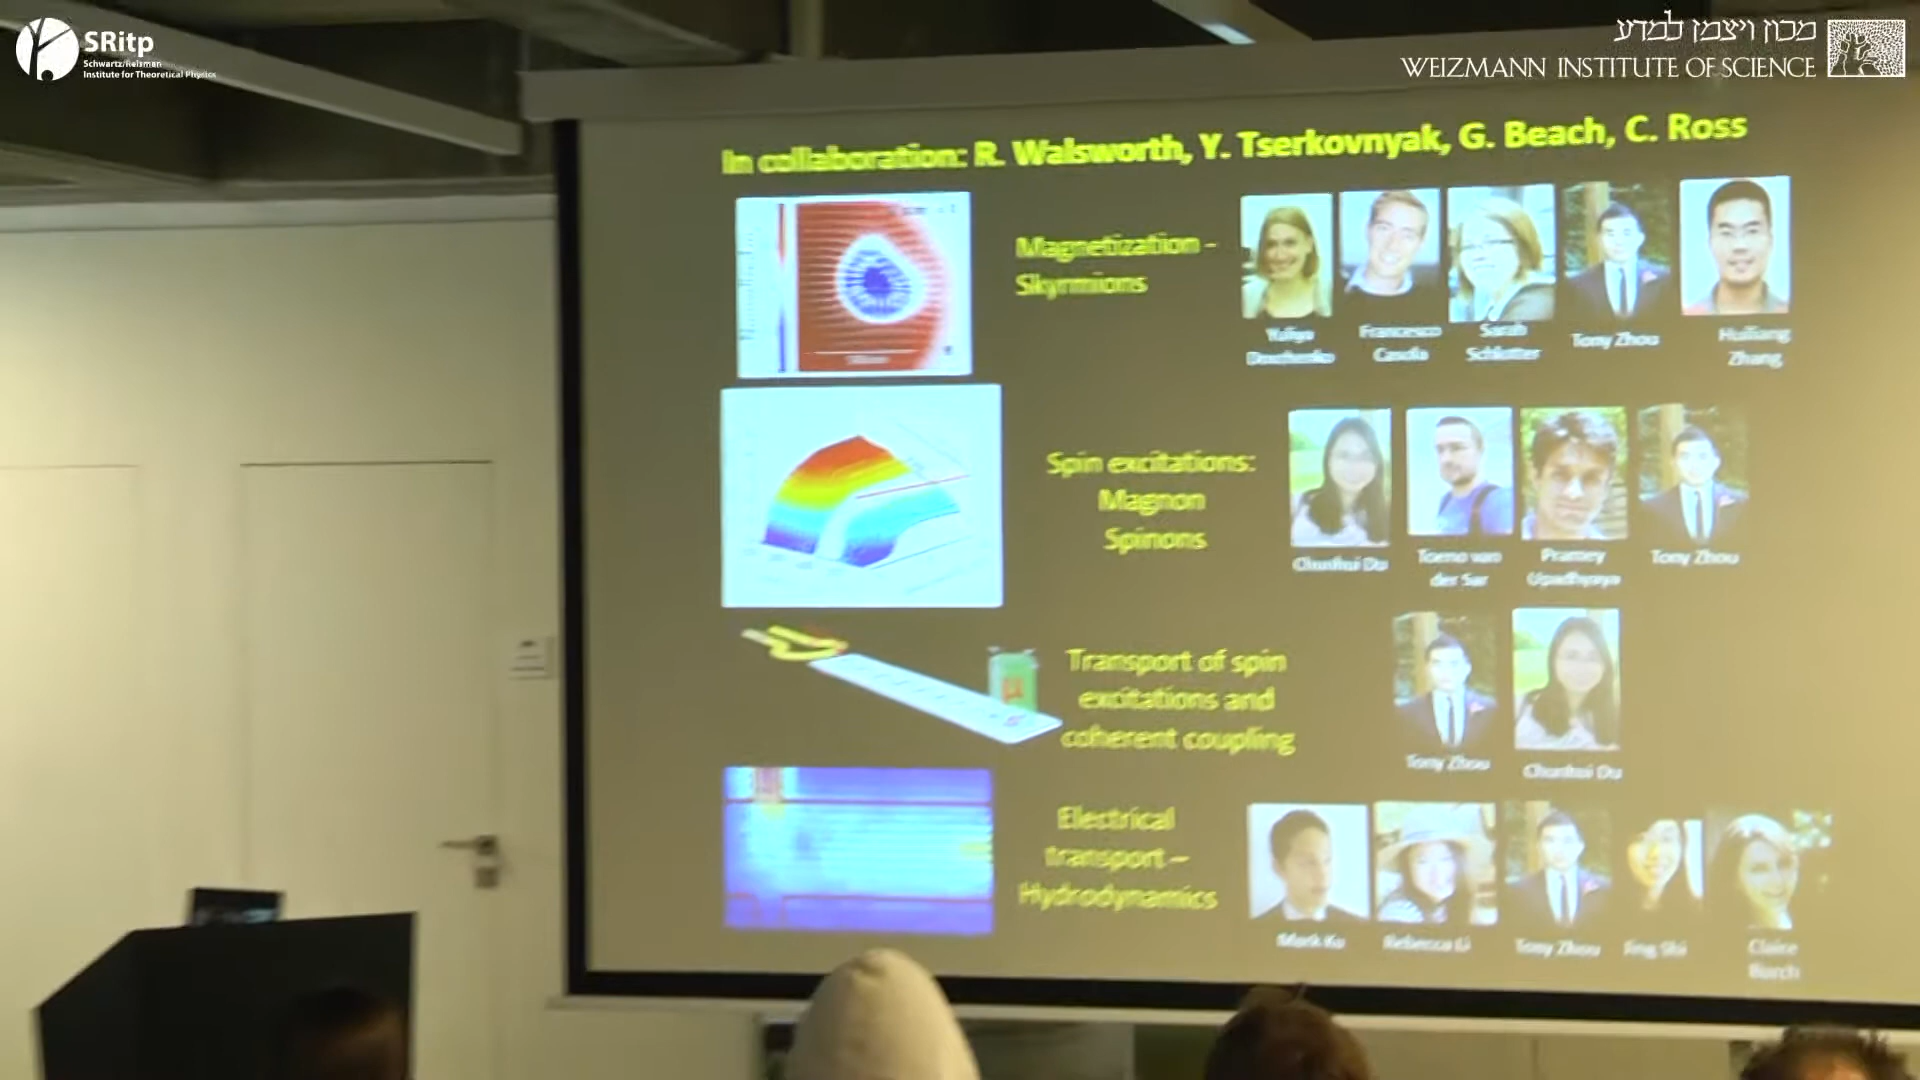 SRitp
Schwartz/Reisman
Institute for Theoretical Physics
מכון ויצמן למדע
WEIZMANN INSTITUTE OF SCIENCE
In collaboration: R. Walsworth, Y. Tserkovnyak, G. Beach, C. Ross
Magnetization -
Skyrmions
Yuliya
Francesco
Casola
Sarah
Schlotter
Tony Zhou
Huiliang
Zhang
Spin excitations:
Magnon
Spinons
Chunhui Du
Toeno van
der Sar
Pramey
Upadhyaya
Tony Zhou
Transport of spin
excitations and
coherent coupling
Tony Zhou
Chunhui Du
Electrical
transport –
Hydrodynamics
Mark Ku
Rebecca Li
Tony Zhou
Jing Shi
Claire
Burch